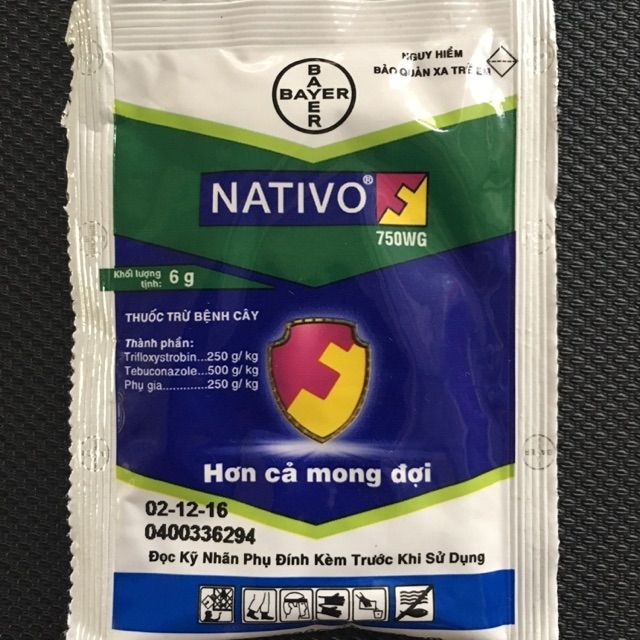 BAYER
BAYER
NGUY HIỂM
BẢO QUẢN XA TRẺ EM
NATIVO®
750WG
Khối lượng
tịnh: 6 g
THUỐC TRỪ BỆNH CÂY
Thành phần:
Trifloxystrobin...250 g/ kg
Tebuconazole...500 g/ kg
Phụ gia.............250 g/ kg
Hơn cả mong đợi
02-12-16
0400336294
Đọc Kỹ Nhãn Phụ Đính Kèm Trước Khi Sử Dụng